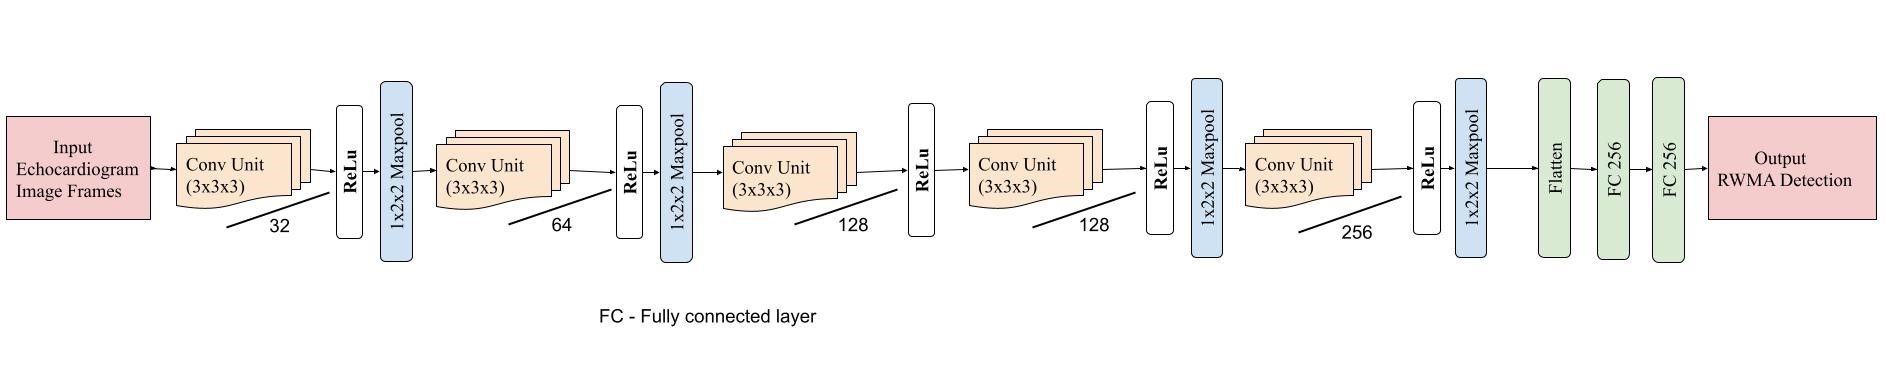 Input
Echocardiogram
Image Frames
Conv Unit
(3x3x3)
32
ReLu
1x2x2 Maxpool
Conv Unit
(3x3x3)
64
ReLu
1x2x2 Maxpool
Conv Unit
(3x3x3)
128
ReLu
Conv Unit
(3x3x3)
128
ReLu
1x2x2 Maxpool
Conv Unit
(3x3x3)
256
ReLu
1x2x2 Maxpool
Flatten
FC 256
FC 256
Output
RWMA Detection
FC - Fully connected layer